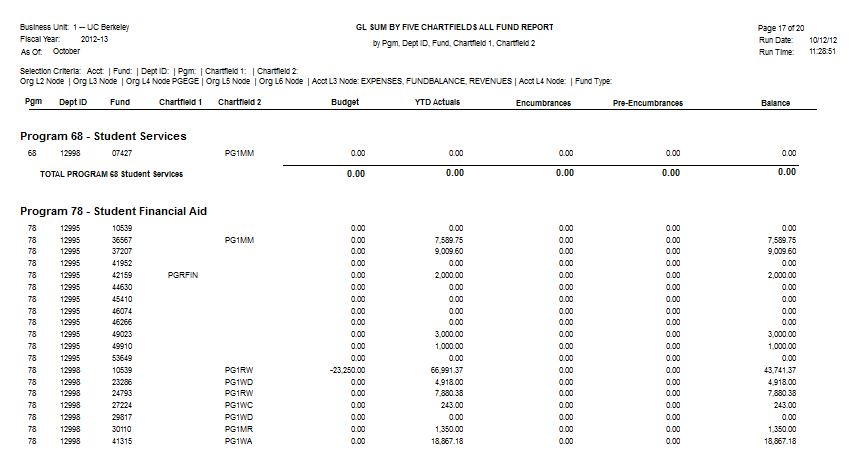 Business Unit: 1 -- UC Berkeley
GL SUM BY FIVE CHARTFIELDS ALL FUND REPORT
Page 17 of 20
Fiscal Year: 2012-13
by Pgm, Dept ID, Fund, Chartfield 1, Chartfield 2
Run Date: 10/12/12
As Of: October
Run Time: 11:28:51
Selection Criteria: Acct: | Fund: | Dept ID: | Pgm: | Chartfield 1: | Chartfield 2:
Org L2 Node | Org L3 Node | Org L4 Node PGEGE | Org L5 Node | Org L6 Node | Acct L3 Node: EXPENSES, FUNDBALANCE, REVENUES | Acct L4 Node: | Fund Type:
Pgm Dept ID Fund Chartfield 1 Chartfield 2 Budget YTD Actuals Encumbrances Pre-Encumbrances Balance
Program 68 - Student Services
68 12998 07427 PG1MM 0.00 0.00 0.00 0.00 0.00
TOTAL PROGRAM 68 Student Services 0.00 0.00 0.00 0.00 0.00
Program 78 - Student Financial Aid
78 12995 10539 0.00 0.00 0.00 0.00 0.00
78 12995 36567 PG1MM 0.00 7,589.75 0.00 0.00 7,589.75
78 12995 37207 0.00 9,009.60 0.00 0.00 9,009.60
78 12995 41952 0.00 0.00 0.00 0.00 0.00
78 12995 42159 PGRFIN 0.00 2,000.00 0.00 0.00 2,000.00
78 12995 44630 0.00 0.00 0.00 0.00 0.00
78 12995 45410 0.00 0.00 0.00 0.00 0.00
78 12995 46074 0.00 0.00 0.00 0.00 0.00
78 12995 46266 0.00 0.00 0.00 0.00 0.00
78 12995 49023 0.00 3,000.00 0.00 0.00 3,000.00
78 12995 49910 0.00 1,000.00 0.00 0.00 1,000.00
78 12995 53649 0.00 0.00 0.00 0.00 0.00
78 12998 10539 PG1RW -23,250.00 66,991.37 0.00 0.00 43,741.37
78 12998 23286 PG1WD 0.00 4,918.00 0.00 0.00 4,918.00
78 12998 24793 PG1RW 0.00 7,880.38 0.00 0.00 7,880.38
78 12998 27224 PG1WC 0.00 243.00 0.00 0.00 243.00
78 12998 29817 PG1WD 0.00 0.00 0.00 0.00 0.00
78 12998 30110 PG1MR 0.00 1,350.00 0.00 0.00 1,350.00
78 12998 41315 PG1WA 0.00 18,867.18 0.00 0.00 18,867.18